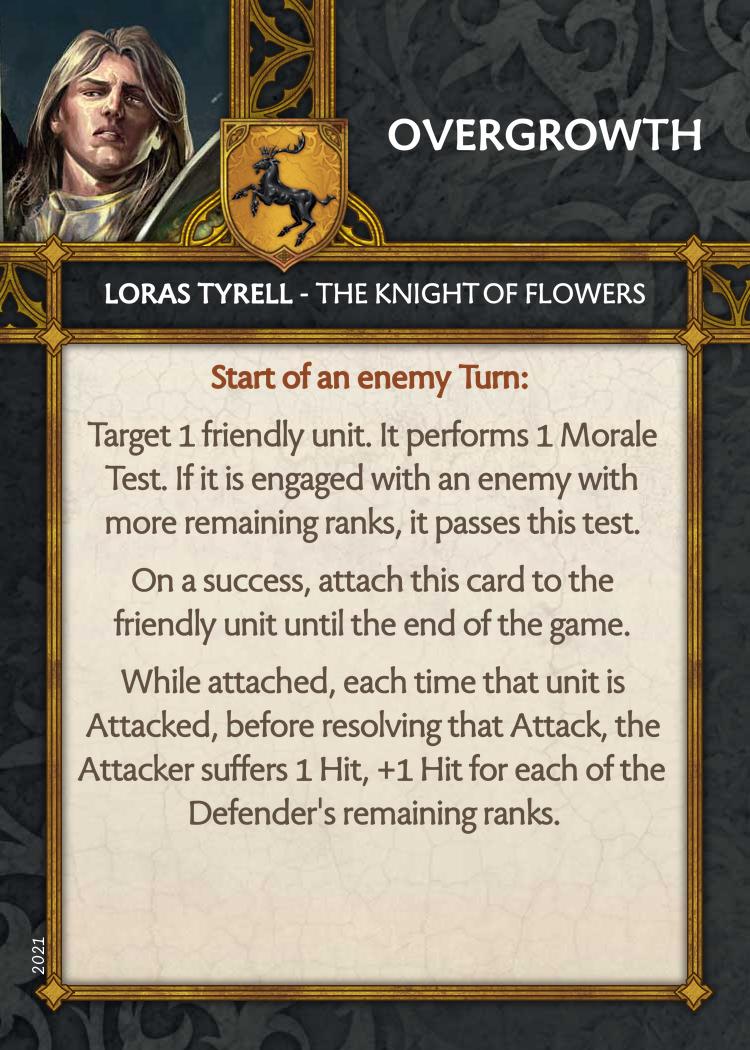 OVERGROWTH
LORAS TYRELL - THE KNIGHT OF FLOWERS
Start of an enemy Turn:
Target 1 friendly unit. It performs 1 Morale
Test. If it is engaged with an enemy with
more remaining ranks, it passes this test.
On a success, attach this card to the
friendly unit until the end of the game.
While attached, each time that unit is
Attacked, before resolving that Attack, the
Attacker suffers 1 Hit, +1 Hit for each of the
Defender's remaining ranks.
2021